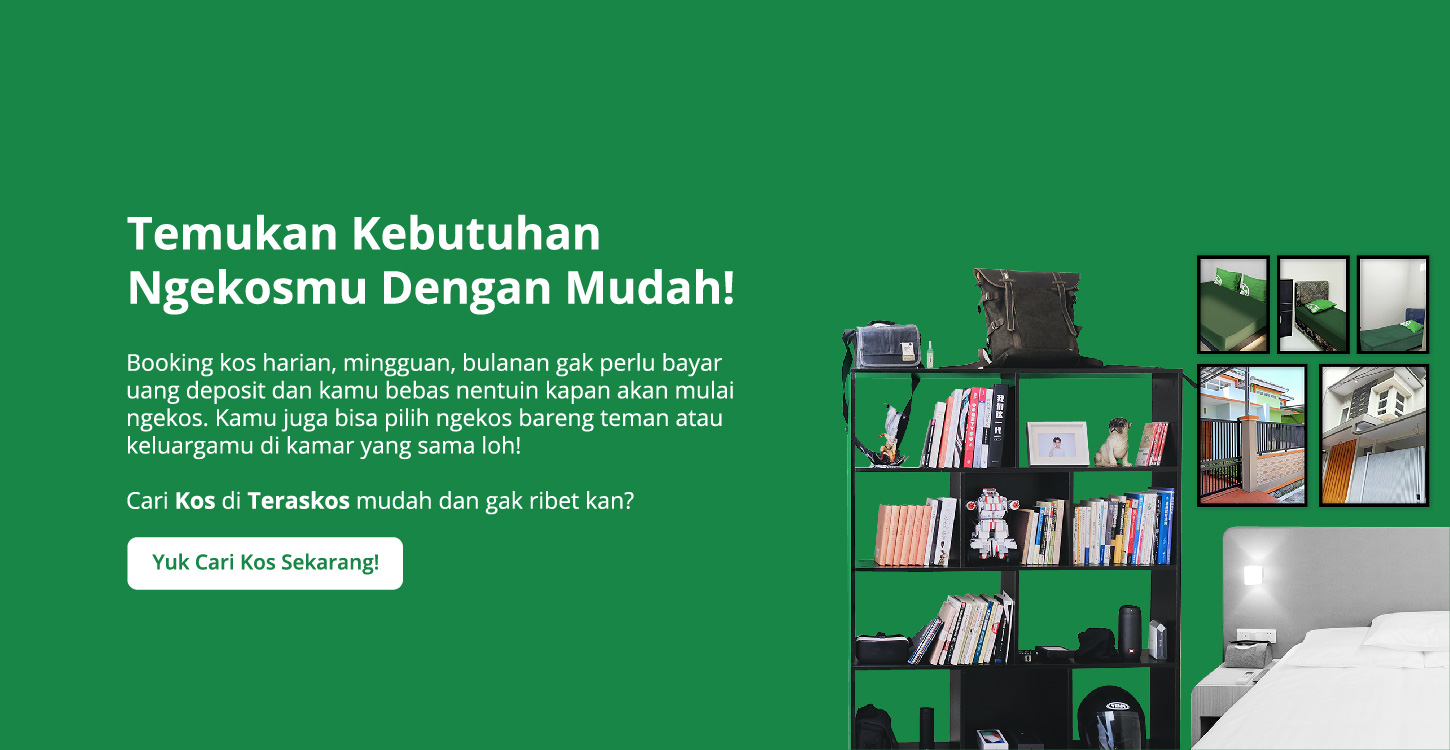 Temukan Kebutuhan
Ngekosmu Dengan Mudah!
Booking kos harian, mingguan, bulanan gak perlu bayar
uang deposit dan kamu bebas nentuin kapan akan mulai
ngekos. Kamu juga bisa pilih ngekos bareng teman atau
keluargamu di kamar yang sama loh!
Cari Kos di Teraskos mudah dan gak ribet kan?
Yuk Cari Kos Sekarang!